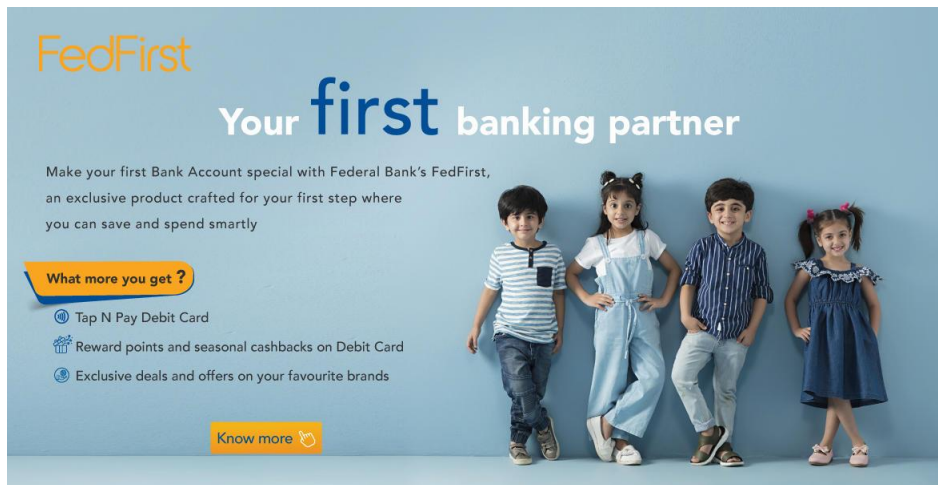 FedFirst
Your first banking partner
Make your first Bank Account special with Federal Bank's FedFirst,
an exclusive product crafted for your first step where
you can save and spend smartly
What more you get ?
Tap N Pay Debit Card
Reward points and seasonal cashbacks on Debit Card
Exclusive deals and offers on your favourite brands
Know more